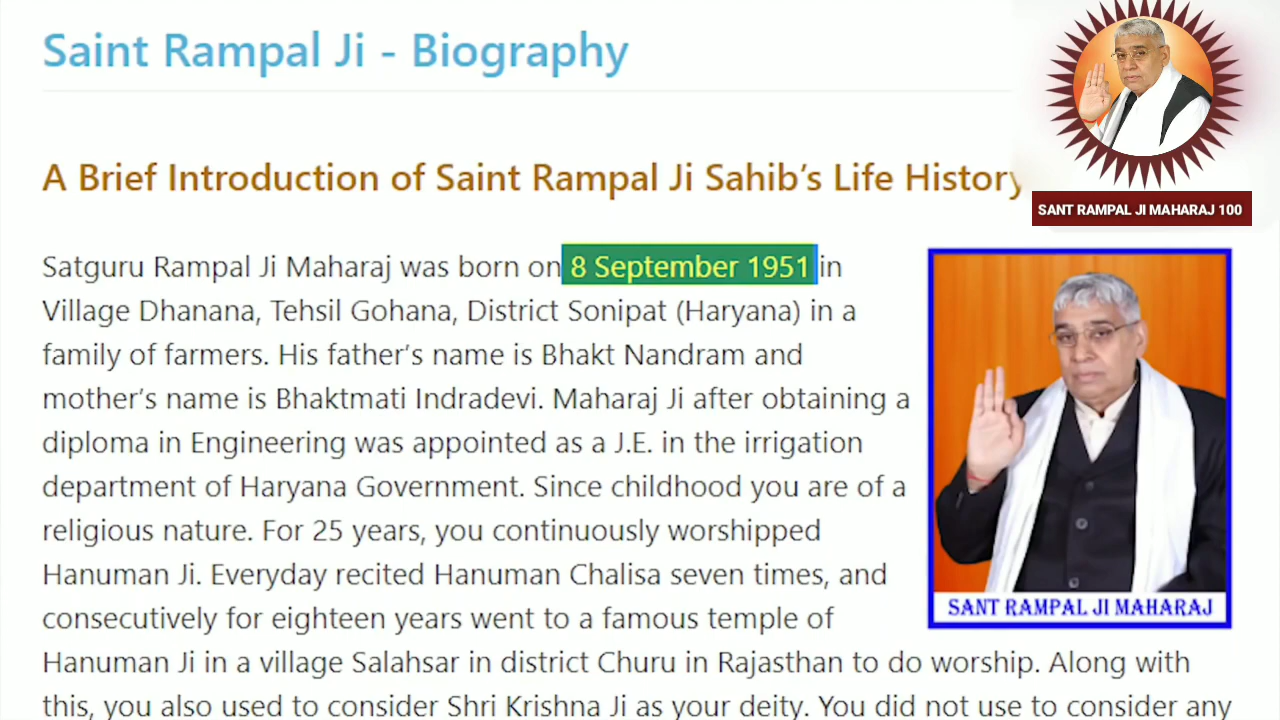 Saint Rampal Ji - Biography
A Brief Introduction of Saint Rampal Ji Sahib's Life History
SANT RAMPAL JI MAHARAJ 100
Satguru Rampal Ji Maharaj was born on 8 September 1951 in
Village Dhanana, Tehsil Gohana, District Sonipat (Haryana) in a
family of farmers. His father's name is Bhakt Nandram and
mother's name is Bhaktmati Indradevi. Maharaj Ji after obtaining a
diploma in Engineering was appointed as a J.E. in the irrigation
department of Haryana Government. Since childhood you are of a
religious nature. For 25 years, you continuously worshipped
Hanuman Ji. Everyday recited Hanuman Chalisa seven times, and
consecutively for eighteen years went to a famous temple of
SANT RAMPAL JI MAHARAJ
Hanuman Ji in a village Salahsar in district Churu in Rajasthan to do worship. Along with
this, you also used to consider Shri Krishna Ji as your deity. You did not use to consider any